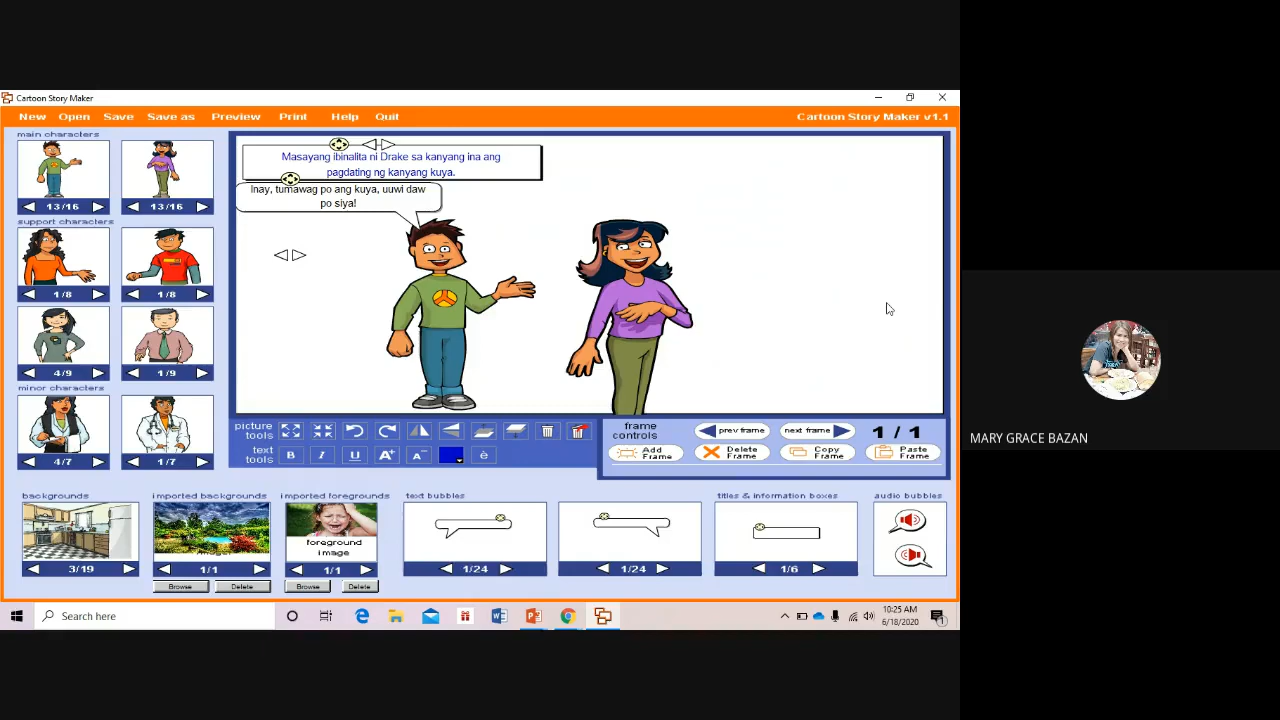 Cartoon Story Maker
New Open Save Save as Preview Print Help Quit Cartoon Story Maker v1.1
main characters
13/16 13/16
support characters
1/8 1/8
4/9 1/9
minor characters
4/7 1/7
Masayang ibinalita ni Drake sa kanyang ina ang
pagdating ng kanyang kuya.
Inay, tumawag po ang kuya, uuwi daw
po siya!
picture
tools
text
tools
B I U A+ A- è
frame
controls
prev frame next frame 1 / 1
Add
Frame
Delete
Frame
Copy
Frame
Paste
Frame
backgrounds imported backgrounds imported foregrounds text bubbles titles & information boxes audio bubbles
foreground
image
3/19 1/1 1/1 1/24 1/24 1/6
Browse Delete Browse Delete
Search here
10:25 AM
6/18/2020
MARY GRACE BAZAN